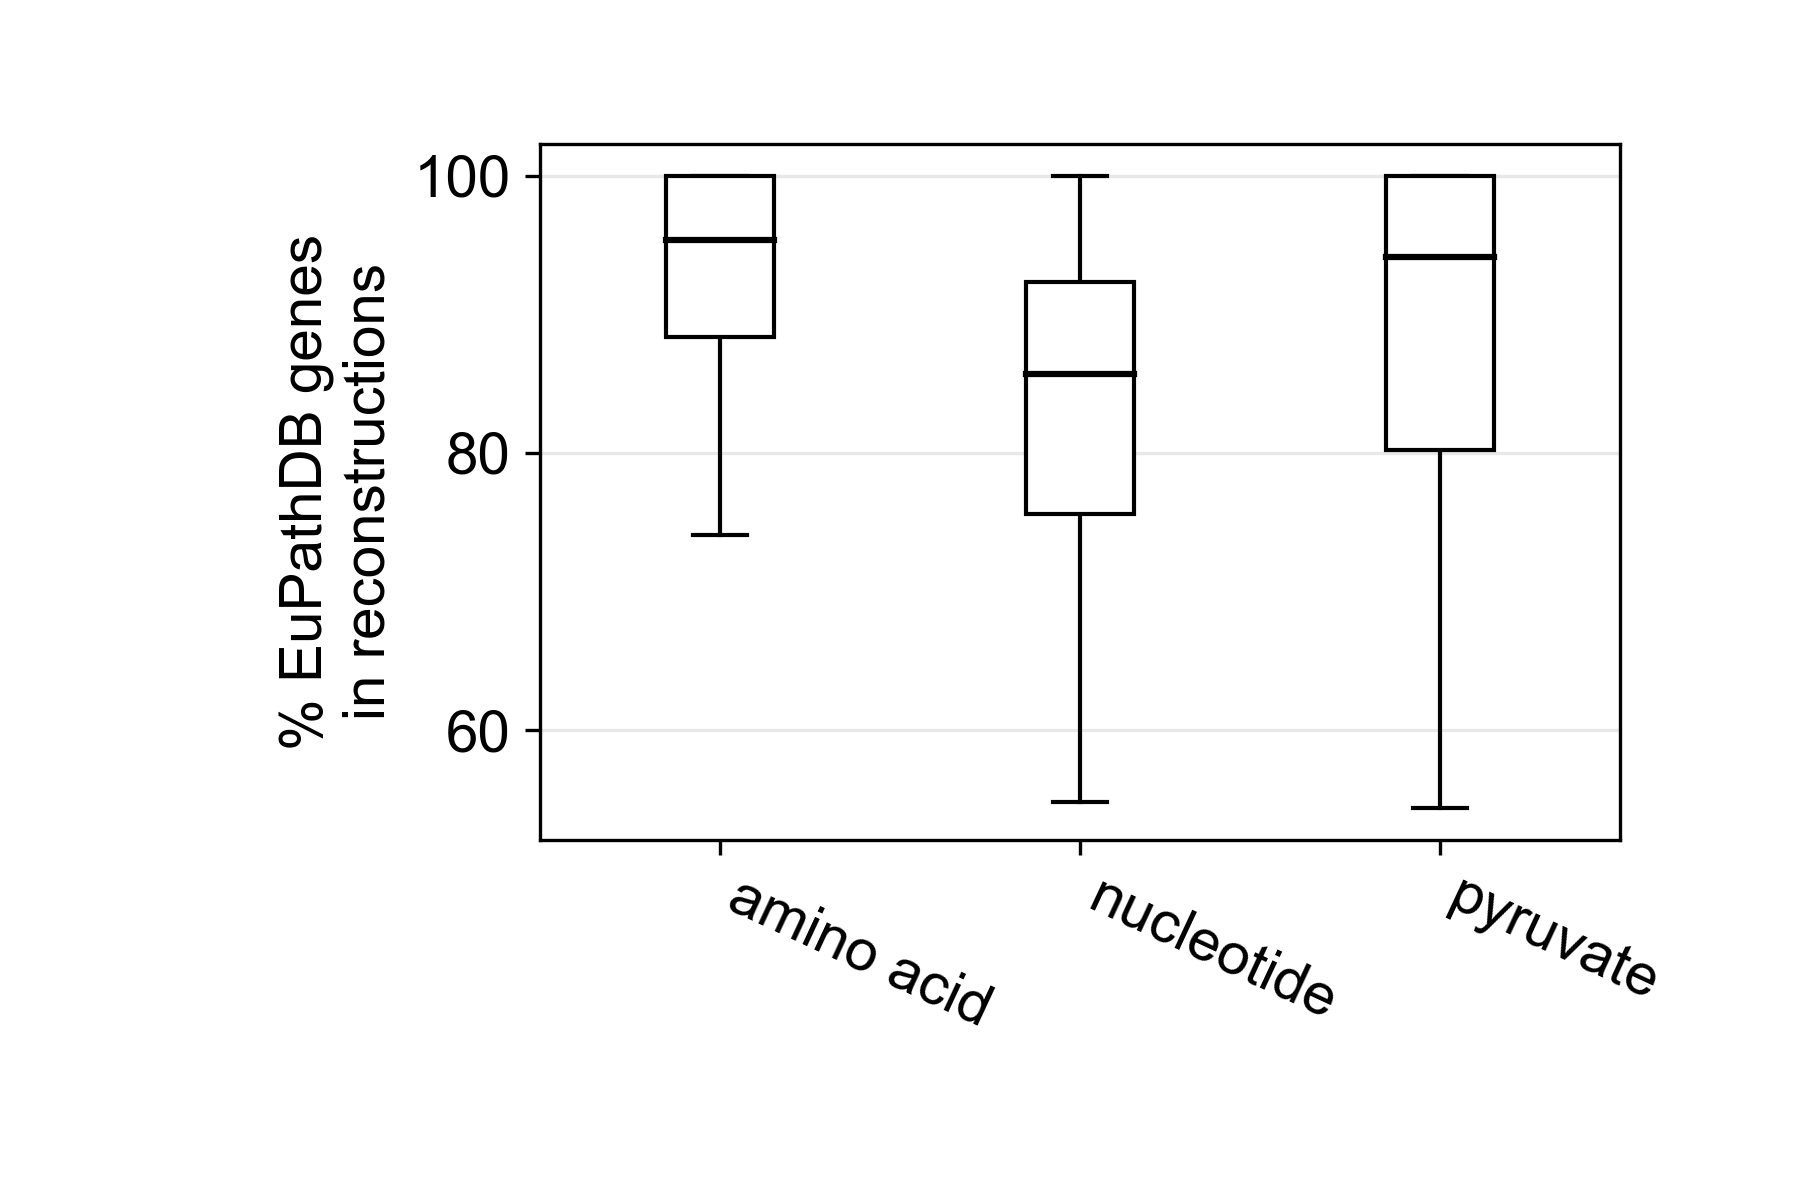 % EuPathDB genes
in reconstructions
100
80
60
amino acid
nucleotide
pyruvate